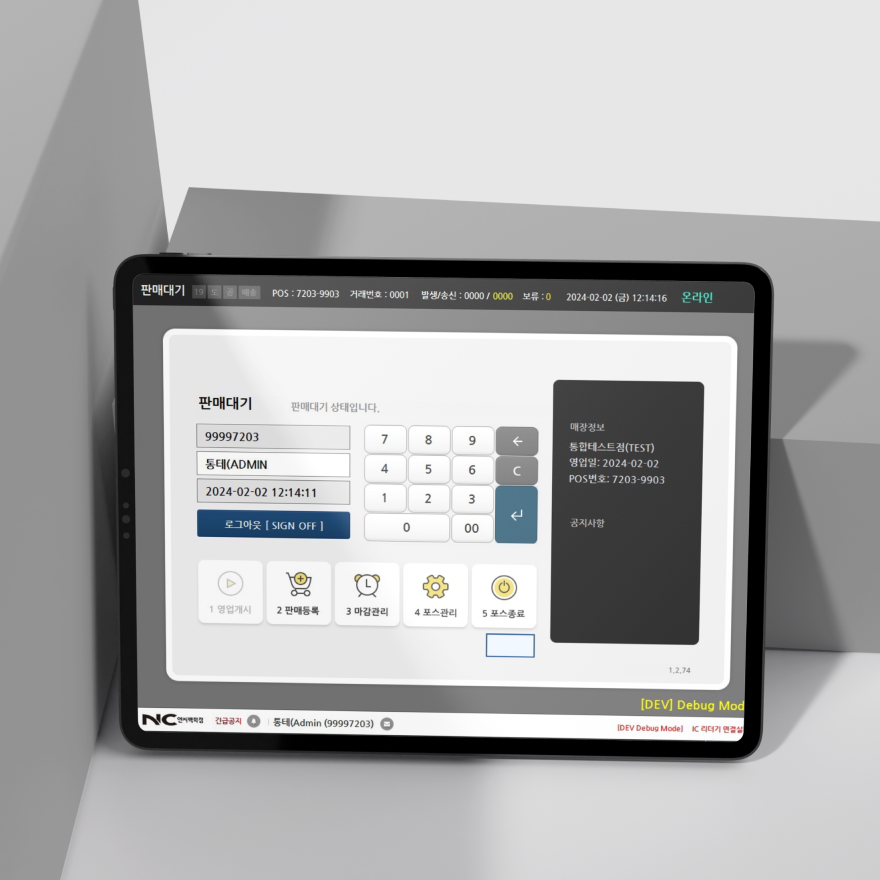 판매대기 19 도 금 배송 POS : 7203-9903 거래번호 : 0001 발생/송신 : 0000 / 0000 보류 : 0 2024-02-02 (금) 12:14:16 온라인
판매대기 판매대기 상태입니다.
99997203
통테(ADMIN
2024-02-02 12:14:11
로그아웃 [ SIGN OFF ]
7 8 9 ←
4 5 6 C
1 2 3
0 00
매장정보
통합테스트점(TEST)
영업일: 2024-02-02
POS번호: 7203-9903
공지사항
1 영업개시 2 판매등록 3 마감관리 4 포스관리 5 포스종료
1.2.74
[DEV] Debug Mod
NC 긴급공지 통테(Admin (99997203) [DEV Debug Mode] IC 리더기 연결실